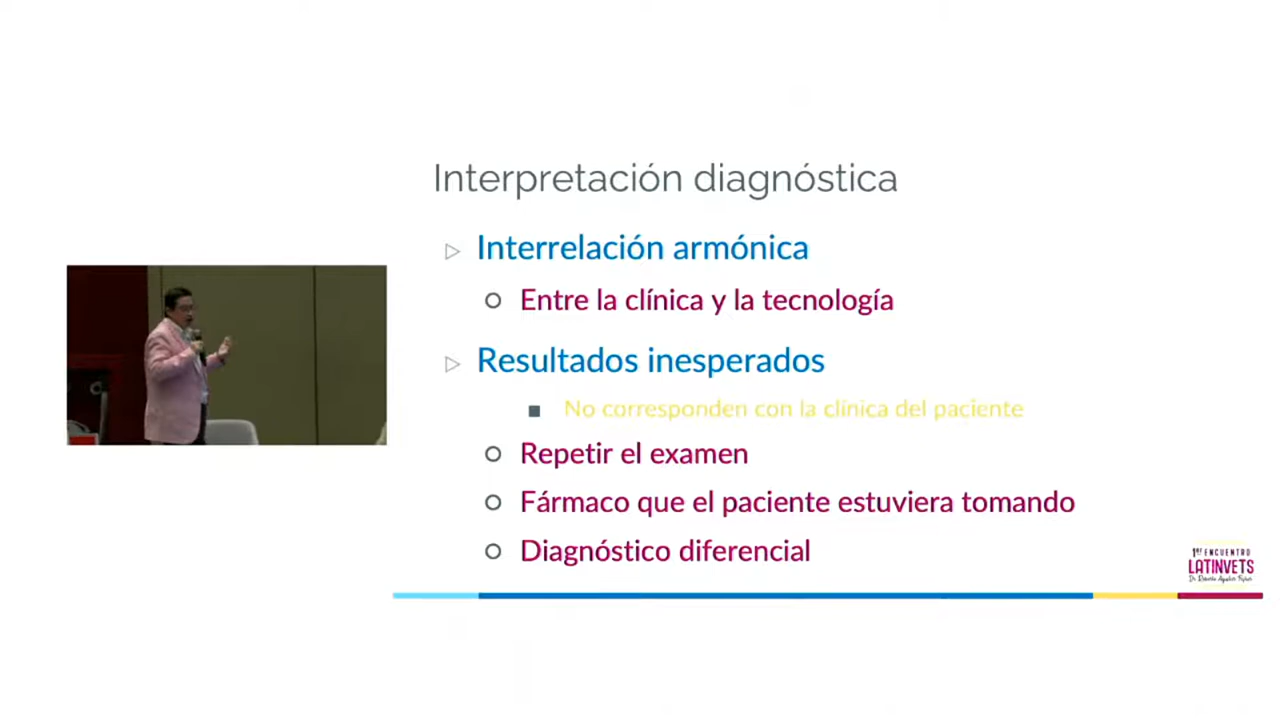 Interpretación diagnóstica
Interrelación armónica
Entre la clínica y la tecnología
Resultados inesperados
No corresponden con la clínica del paciente
Repetir el examen
Fármaco que el paciente estuviera tomando
Diagnóstico diferencial
1er ENCUENTRO
LATINVETS